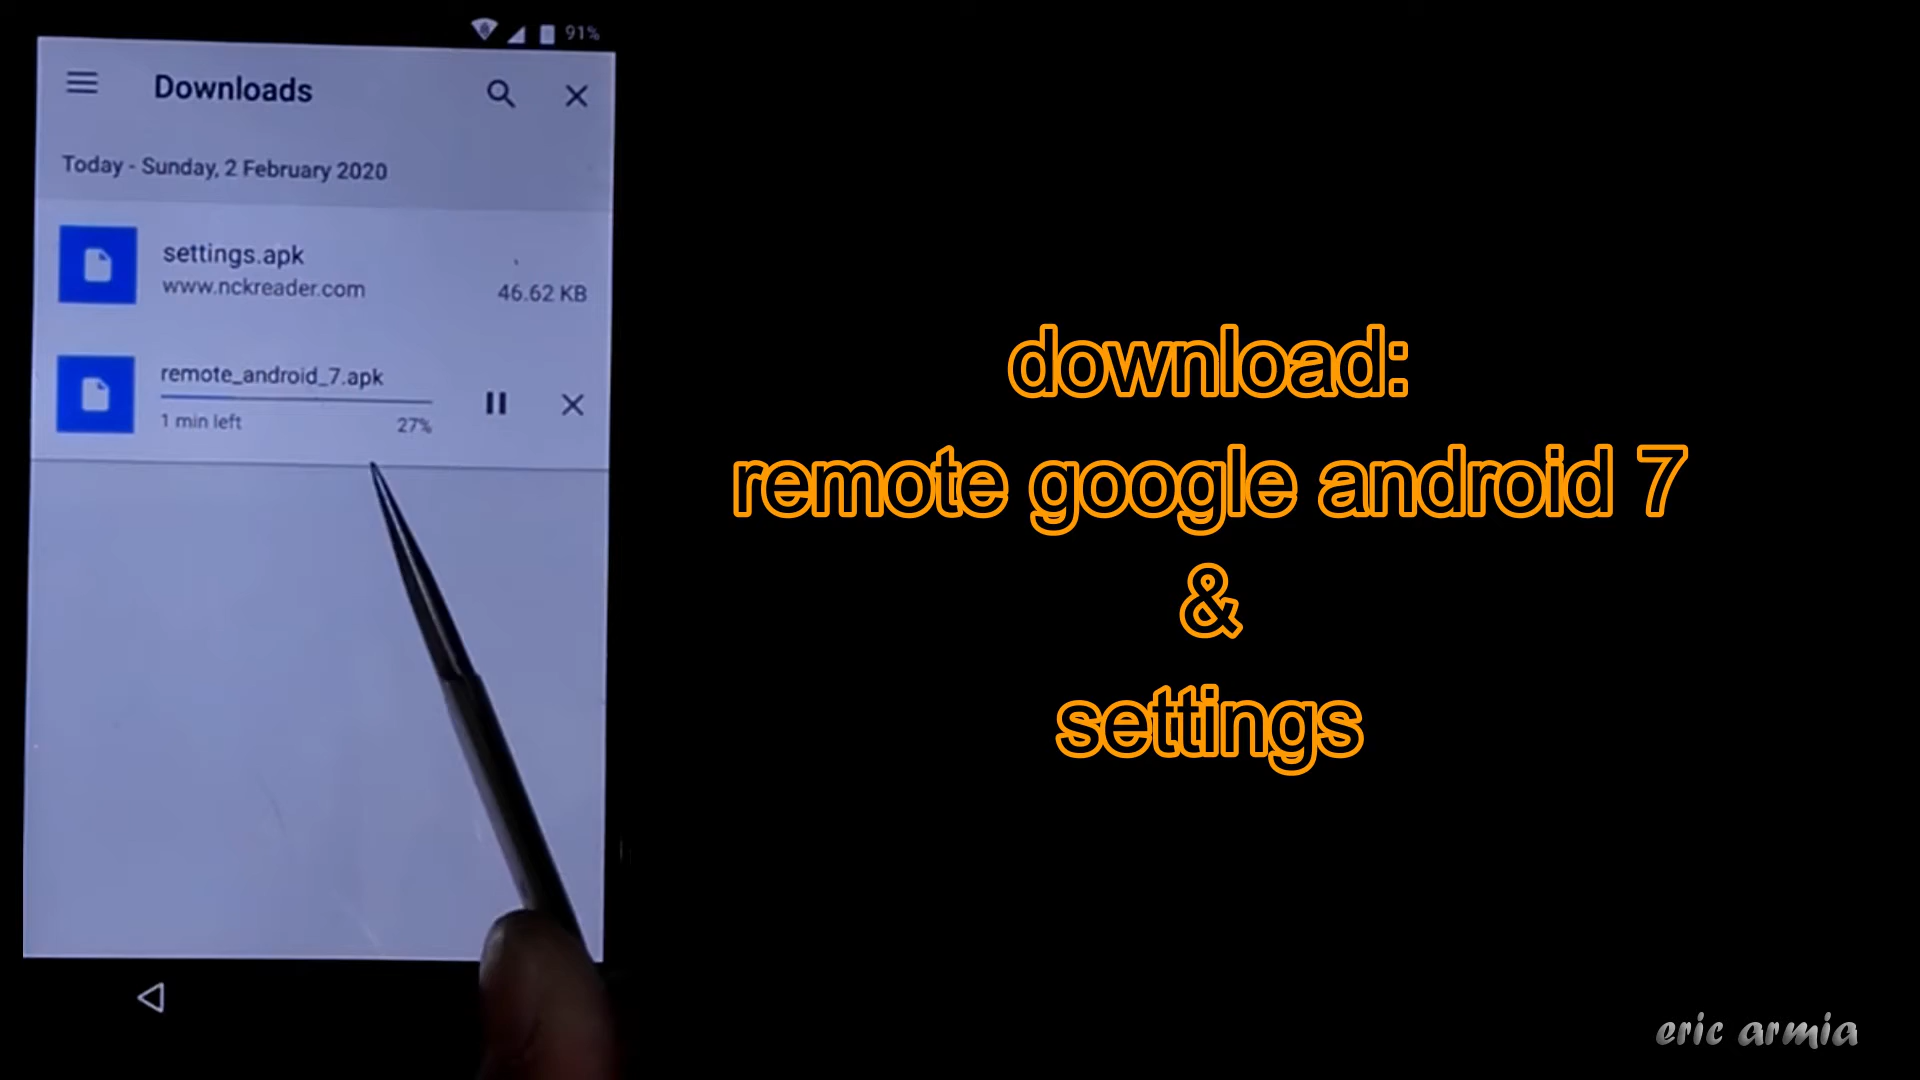 91%
Downloads
Today - Sunday, 2 February 2020
settings.apk
www.nckreader.com
46.62 KB
remote_android_7.apk
1 min left
27%
download:
remote google android 7
&
settings
eric armia